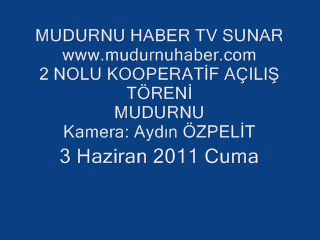 MUDURNU HABER TV SUNAR
www.mudurnuhaber.com
2 NOLU KOOPERATİF AÇILIŞ
TÖRENİ
MUDURNU
Kamera: Aydın ÖZPELİT
3 Haziran 2011 Cuma